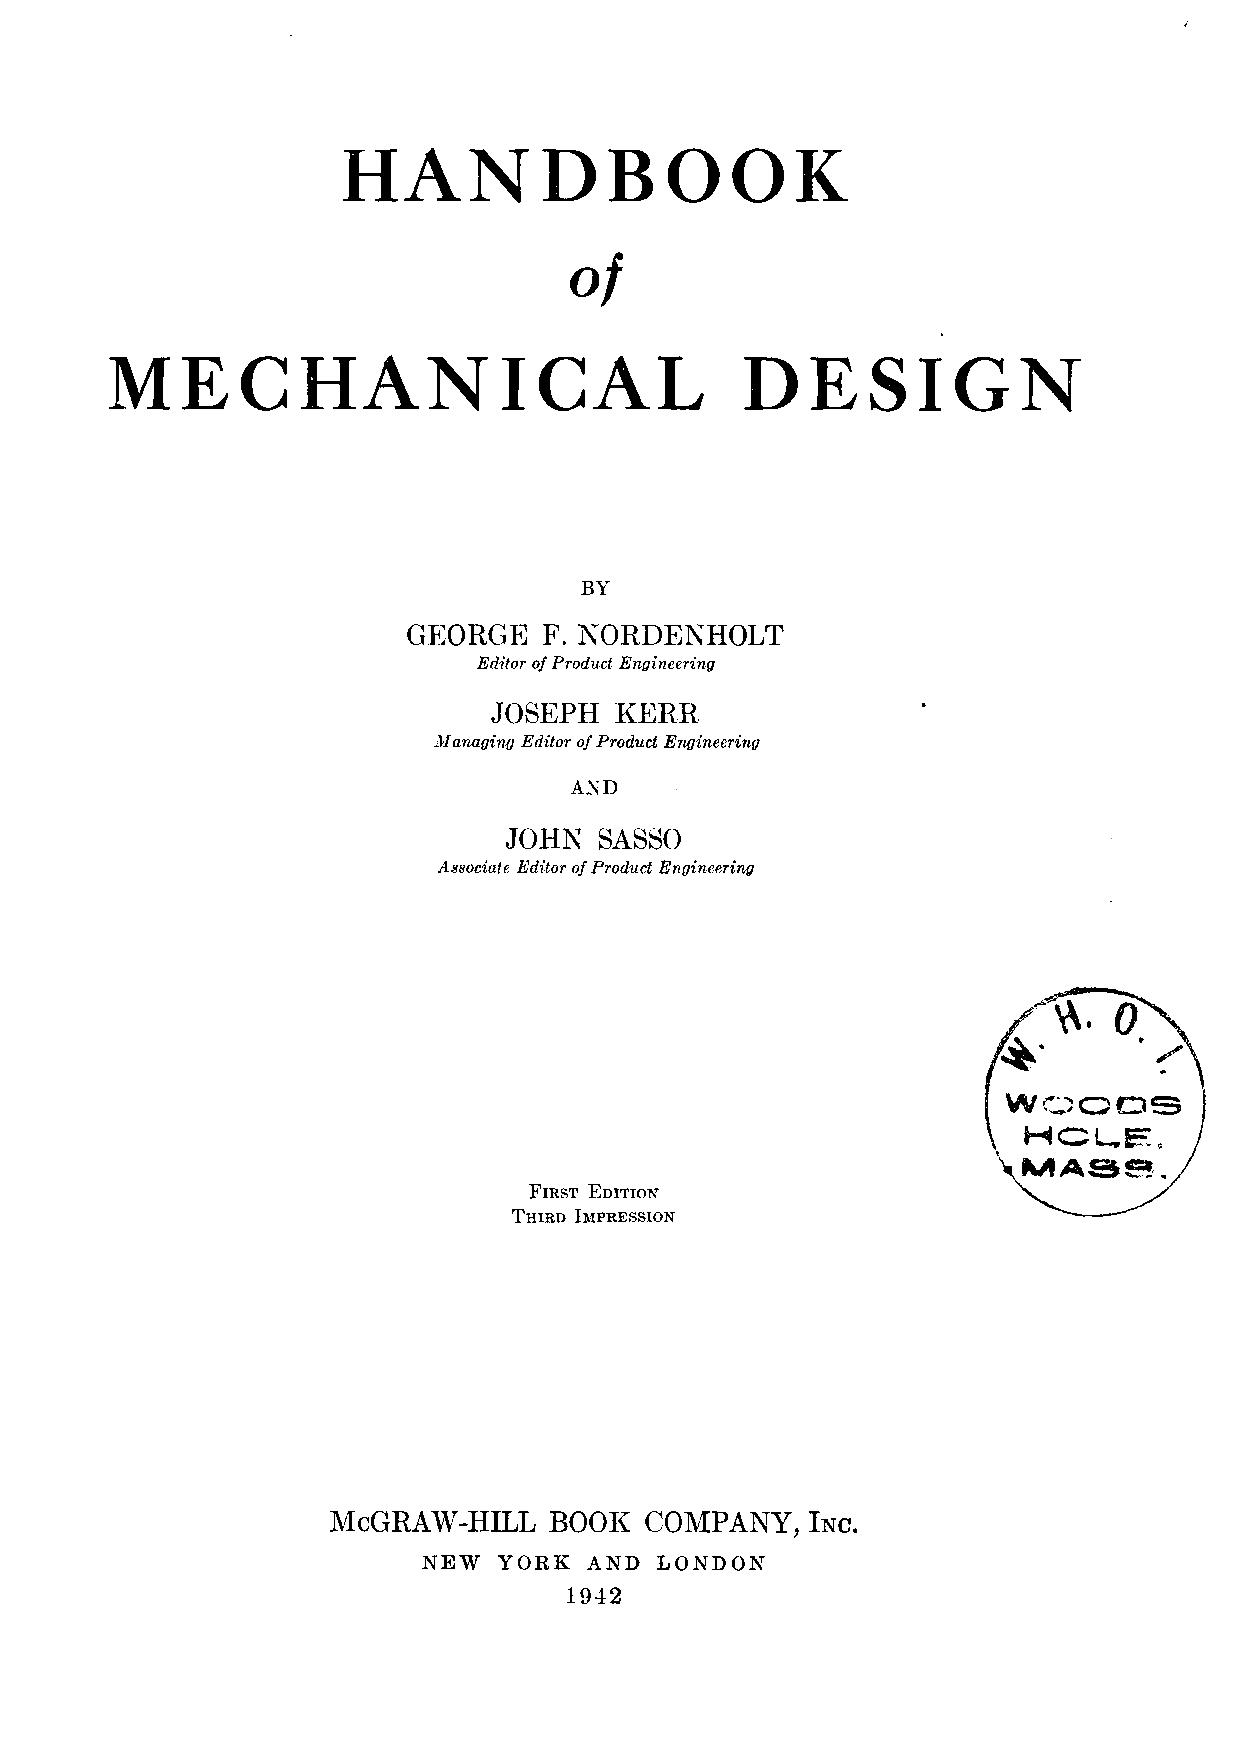 HANDBOOK
of
MECHANICAL DESIGN
BY
GEORGE F. NORDENHOLT
Editor of Product Engineering
JOSEPH KERR
Managing Editor of Product Engineering
AND
JOHN SASSO
Associate Editor of Product Engineering
W. H. O. I.
WOODS
HOLE,
MASS.
FIRST EDITION
THIRD IMPRESSION
McGRAW-HILL BOOK COMPANY, INC.
NEW YORK AND LONDON
1942